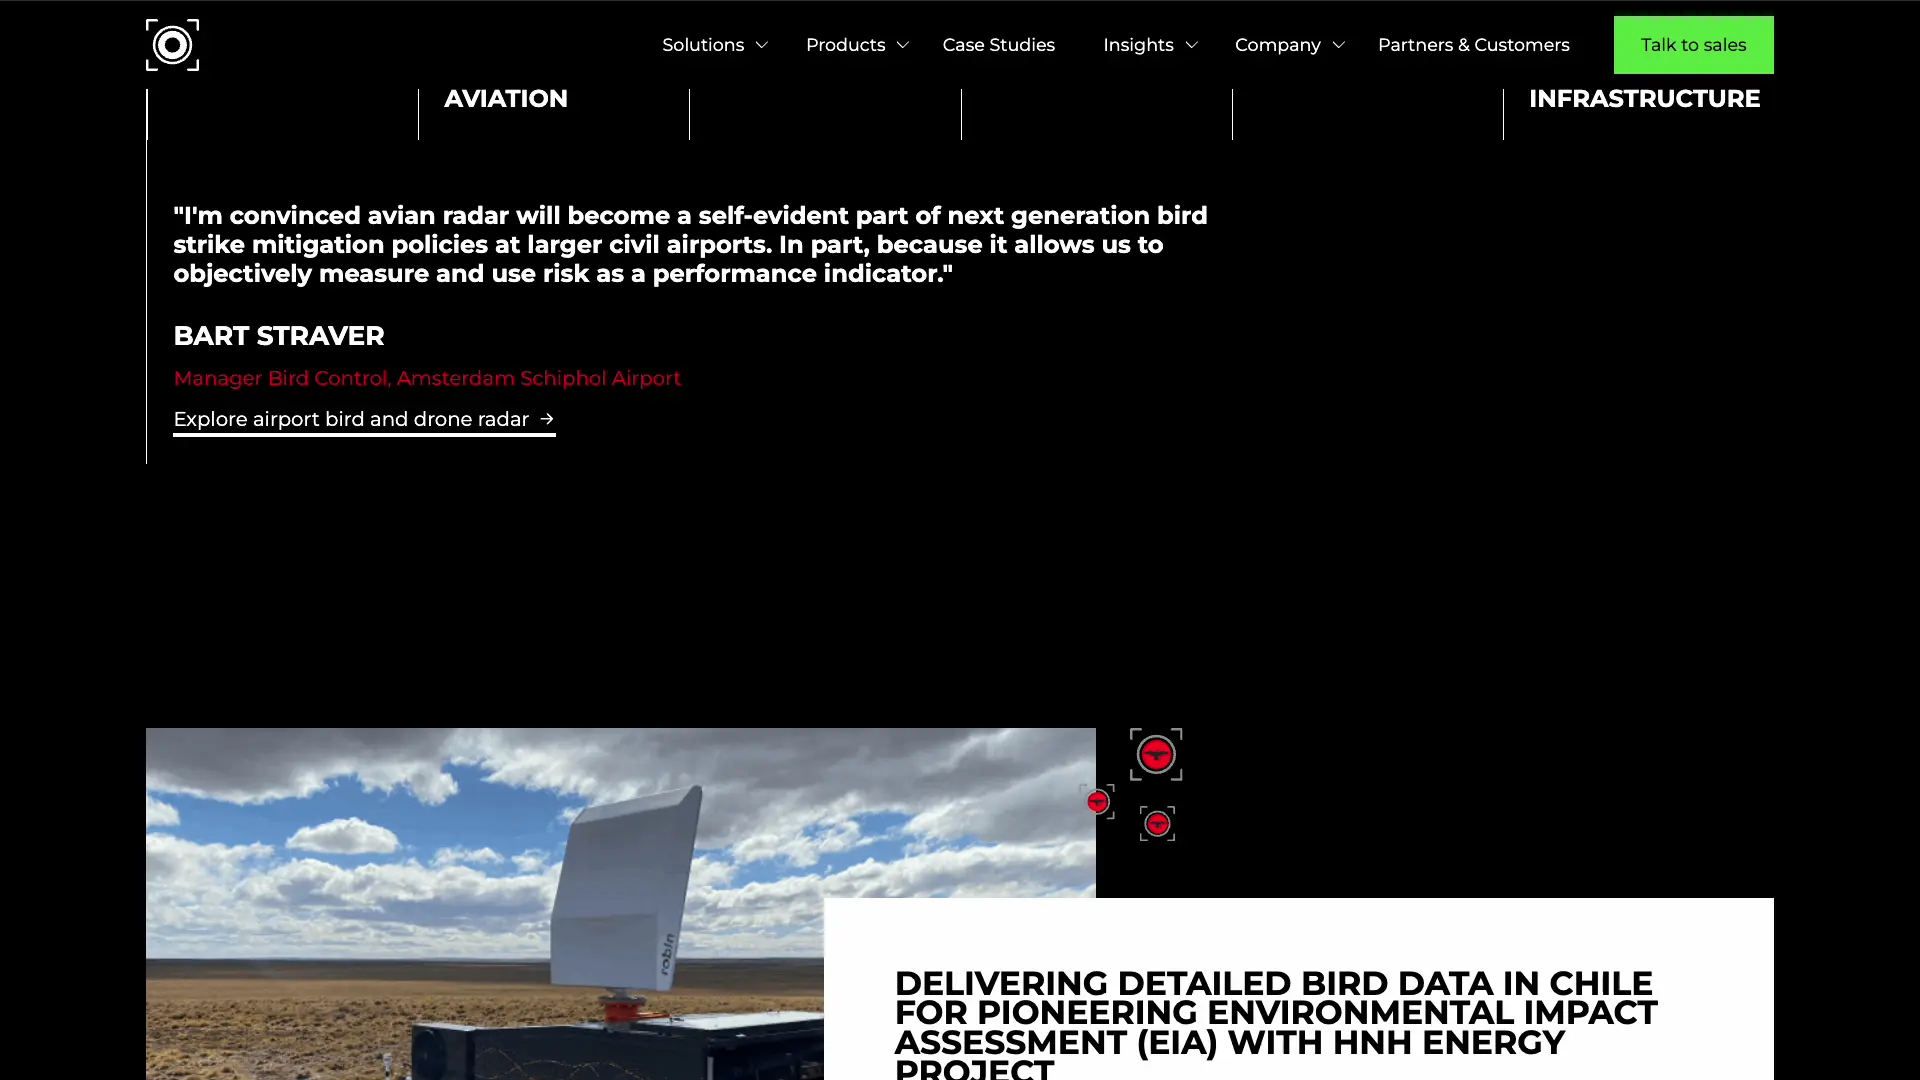 Solutions
Products
Case Studies
Insights
Company
Partners & Customers
Talk to sales
AVIATION
INFRASTRUCTURE
"I'm convinced avian radar will become a self-evident part of next generation bird
strike mitigation policies at larger civil airports. In part, because it allows us to
objectively measure and use risk as a performance indicator."
BART STRAVER
Manager Bird Control, Amsterdam Schiphol Airport
Explore airport bird and drone radar →
robin
DELIVERING DETAILED BIRD DATA IN CHILE
FOR PIONEERING ENVIRONMENTAL IMPACT
ASSESSMENT (EIA) WITH HNH ENERGY
PROJECT